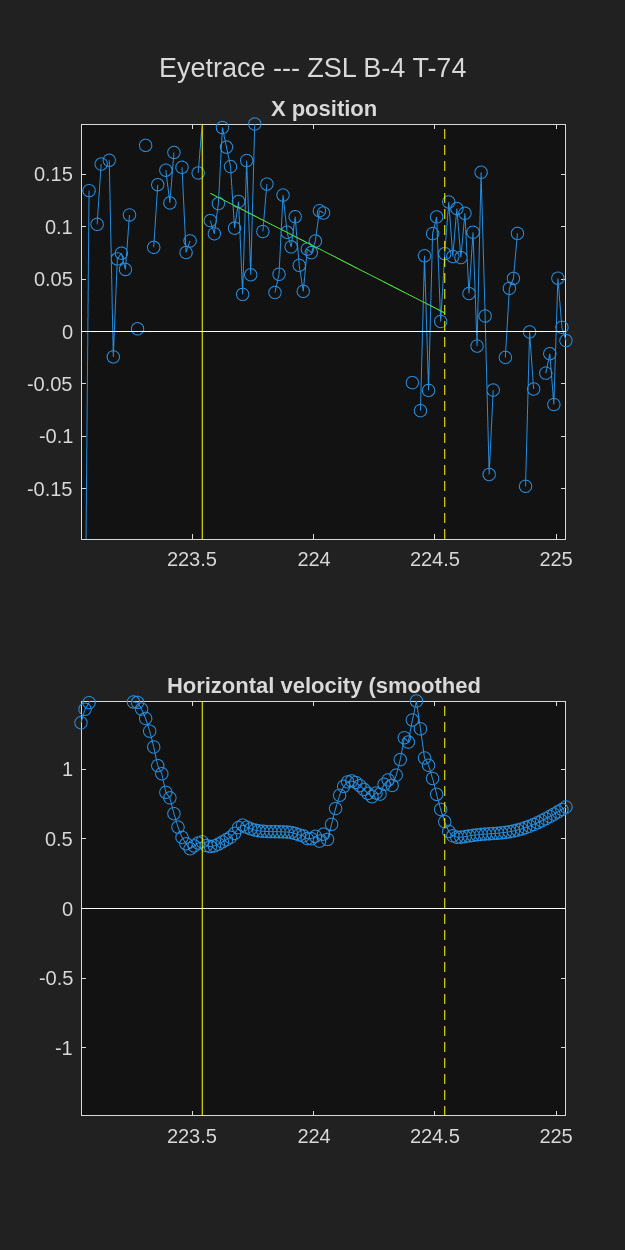 Eyetrace --- ZSL B-4 T-74
X position
0.15
0.1
0.05
0
-0.05
-0.1
-0.15
223.5 224 224.5 225
Horizontal velocity (smoothed
1
0.5
0
-0.5
-1
223.5 224 224.5 225